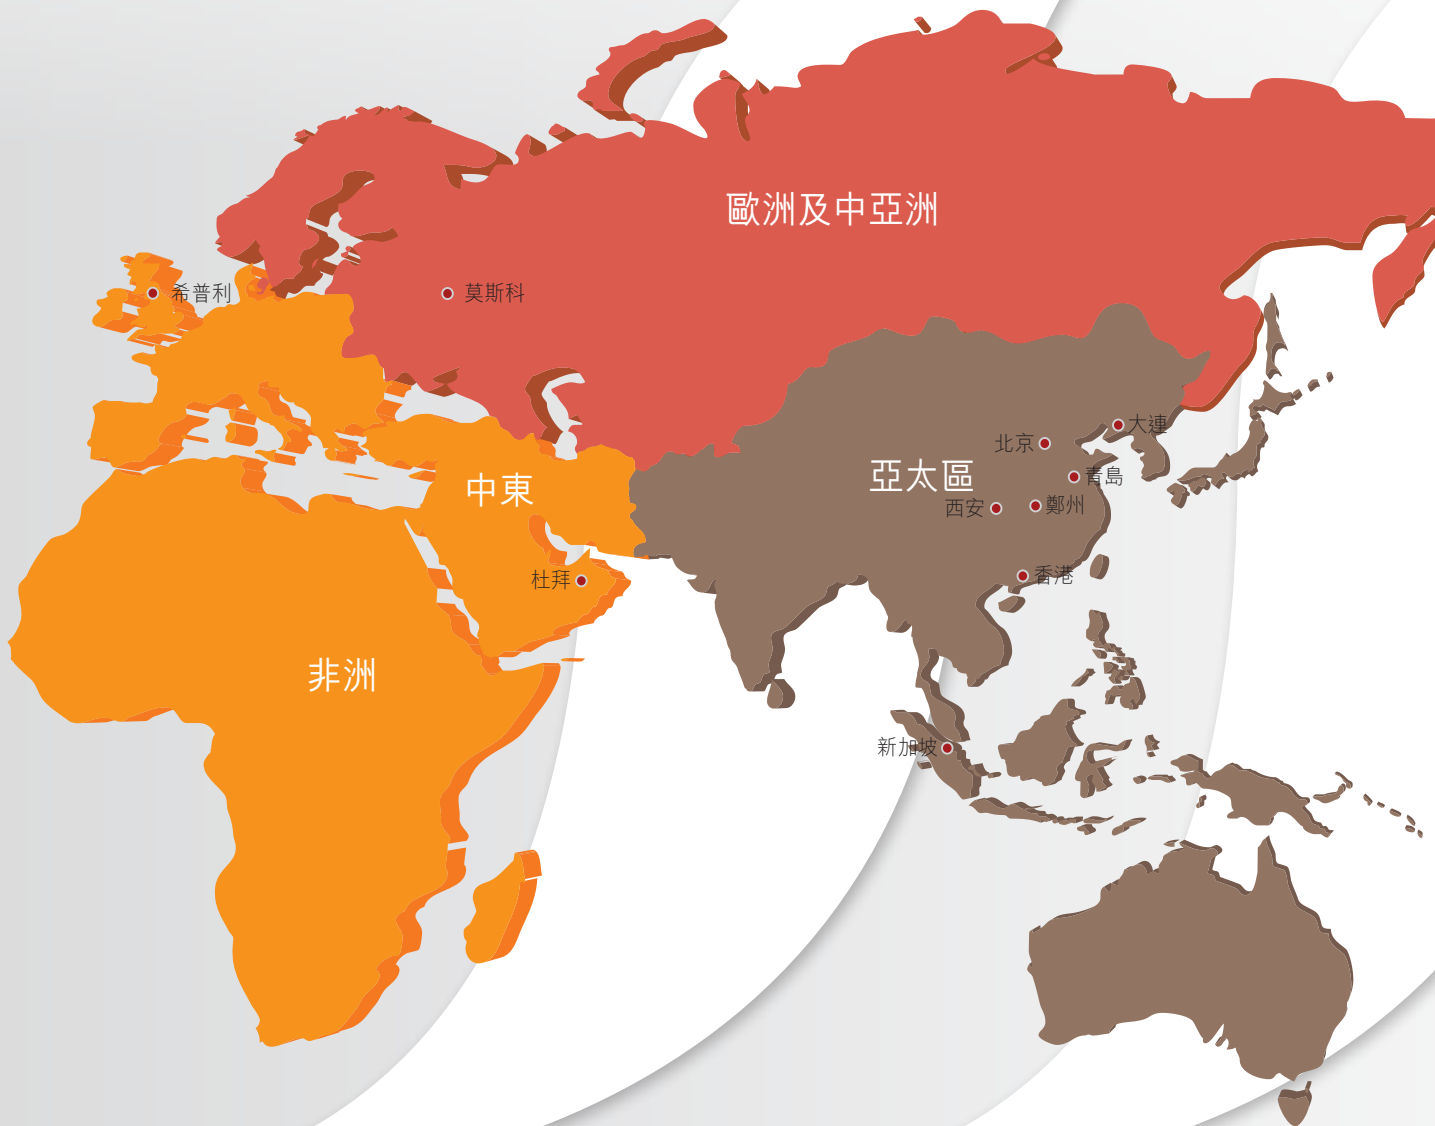 歐洲及中亞洲
希普利
莫斯科
大連
北京
亞太區
中東
青島
西安
鄭州
杜拜
香港
非洲
新加坡